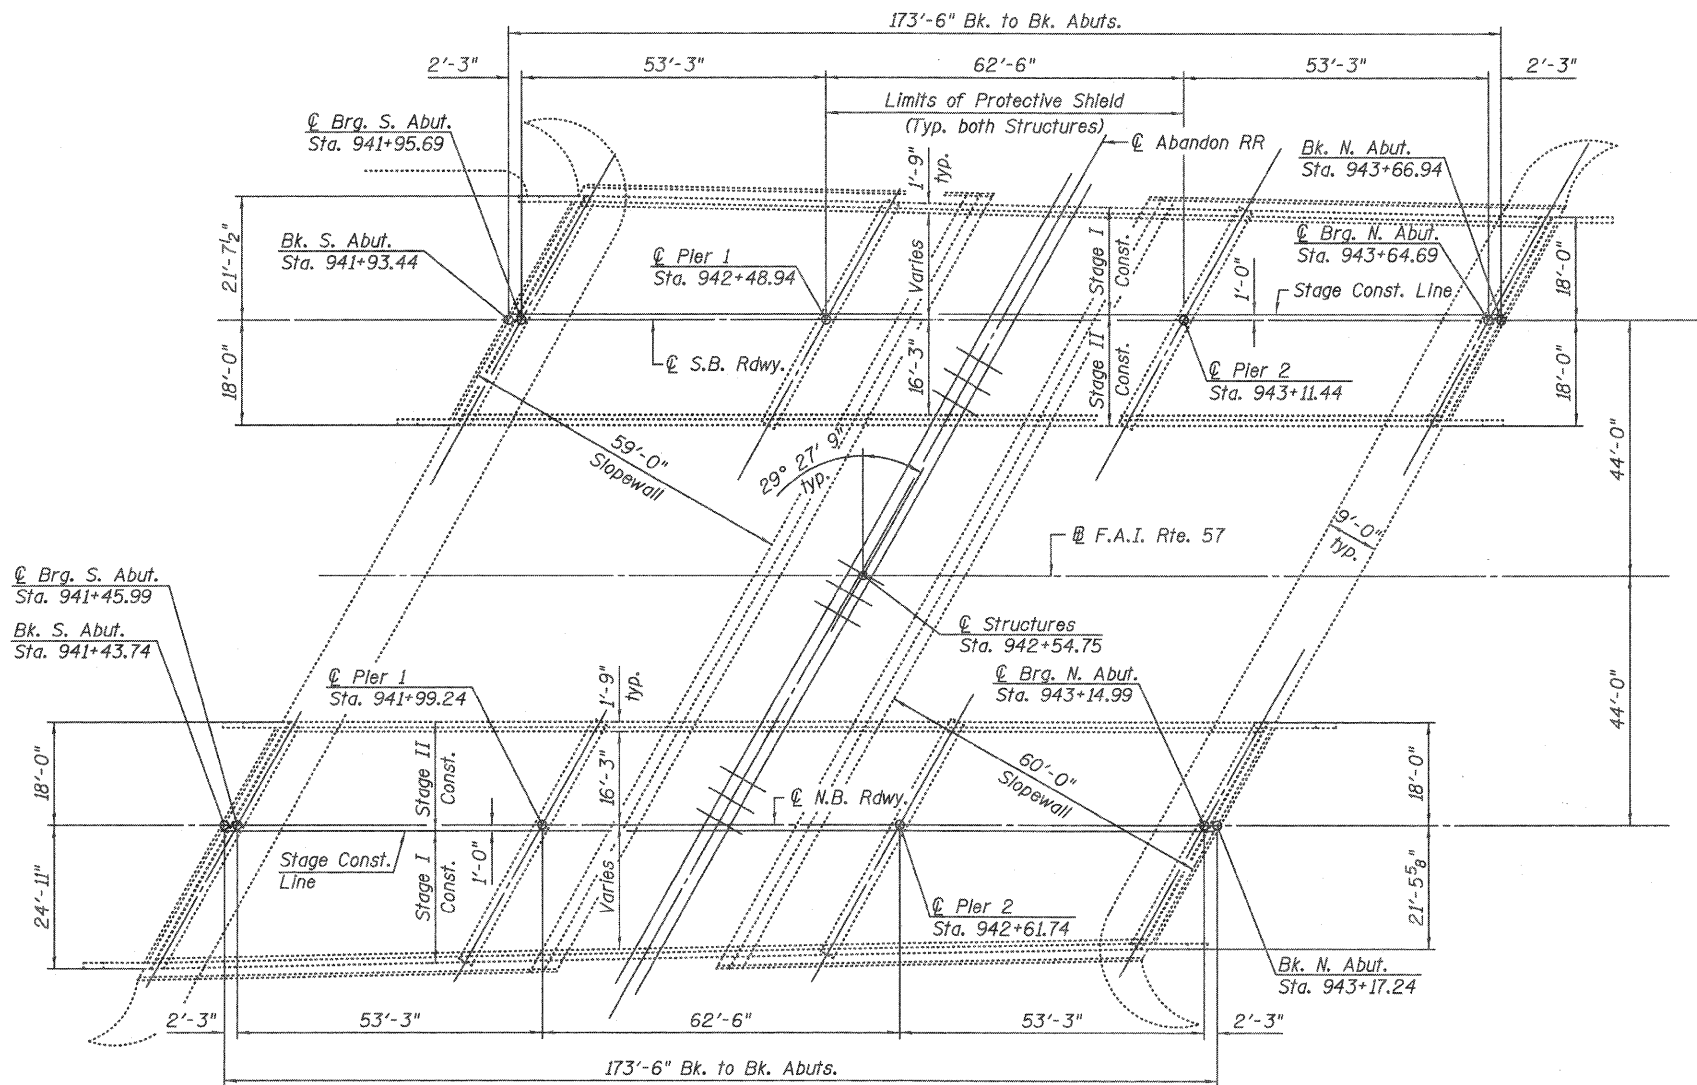 173'-6" Bk. to Bk. Abuts.
2'-3"
53'-3"
62'-6"
53'-3"
2'-3"
Limits of Protective Shield
(Typ. both Structures)
℄ Brg. S. Abut.
Sta. 941+95.69
1'-9"
typ.
℄ Abandon RR
Bk. N. Abut.
Sta. 943+66.94
21'-7½"
Bk. S. Abut.
Sta. 941+93.44
℄ Pier 1
Sta. 942+48.94
Varies
Stage I
Const.
℄ Brg. N. Abut.
Sta. 943+64.69
1'-0"
Stage Const. Line
18'-0"
18'-0"
℄ S.B. Rdwy.
16'-3"
Stage II
Const.
℄ Pier 2
Sta. 943+11.44
18'-0"
59'-0"
Slopewall
29° 27' 9"
typ.
44'-0"
9'-0"
typ.
℄ Brg. S. Abut.
Sta. 941+45.99
Bk. S. Abut.
Sta. 941+43.74
B F.A.I. Rte. 57
℄ Structures
Sta. 942+54.75
℄ Pier 1
Sta. 941+99.24
1'-9"
typ.
℄ Brg. N. Abut.
Sta. 943+14.99
44'-0"
18'-0"
Stage II
Const.
16'-3"
℄ N.B. Rdwy.
60'-0"
Slopewall
18'-0"
Stage Const.
Line
24'-11"
Stage I
Const.
1'-0"
Varies
℄ Pier 2
Sta. 942+61.74
21'-5⅝"
Bk. N. Abut.
Sta. 943+17.24
2'-3"
53'-3"
62'-6"
53'-3"
2'-3"
173'-6" Bk. to Bk. Abuts.